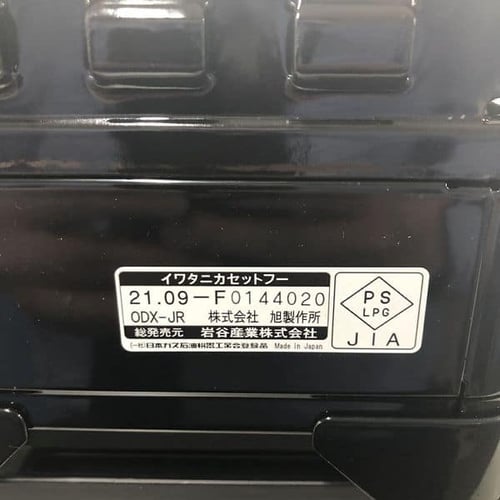 イワタニカセットフー
21.09-F0144020
ODX-JR 株式会社 旭製作所
総発売元 岩谷産業株式会社
(一社)日本ガス石油機器工業会登録品 Made in Japan
PS
LPG
JIA